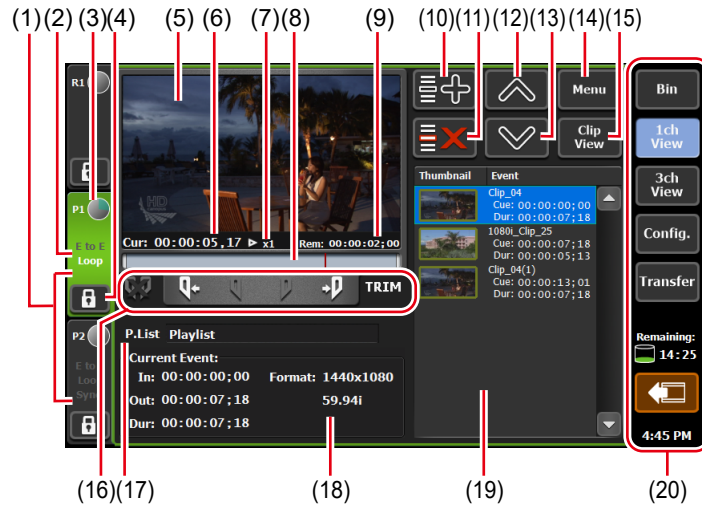 (1)(2) (3)(4) (5) (6) (7)(8) (9) (10)(11) (12)(13) (14) (15)
R1
P1
E to E
Loop
P2
E to E
Loop
Sync
HD
Cur: 00:00:05,17 x1 Rem: 00:00:02;00
TRIM
P.List Playlist
Current Event:
In: 00:00:00;00 Format: 1440x1080
Out: 00:00:07;18 59.94i
Dur: 00:00:07;18
Menu
Clip
View
Thumbnail Event
Clip_04
Cue: 00:00:00;00
Dur: 00:00:07;18
1080i_Clip_25
Cue: 00:00:07;18
Dur: 00:00:05;13
Clip_04(1)
Cue: 00:00:13;01
Dur: 00:00:07;18
Bin
1ch
View
3ch
View
Config.
Transfer
Remaining:
14:25
4:45 PM
(16)(17) (18) (19) (20)